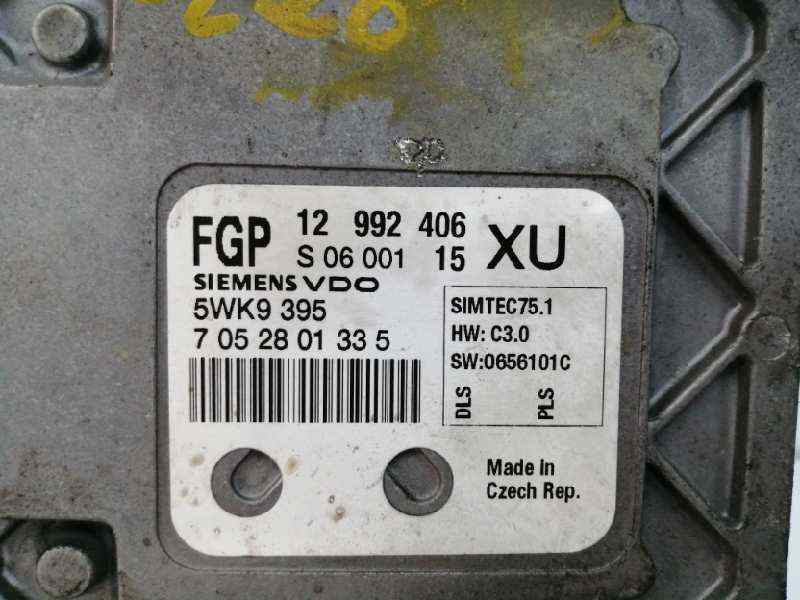 FGP 12 992 406 XU
S 06 001 15
SIEMENS VDO
5WK9 395
7 05 28 01 33 5
SIMTEC75.1
HW: C3.0
SW:0656101C
DLS PLS
Made in
Czech Rep.